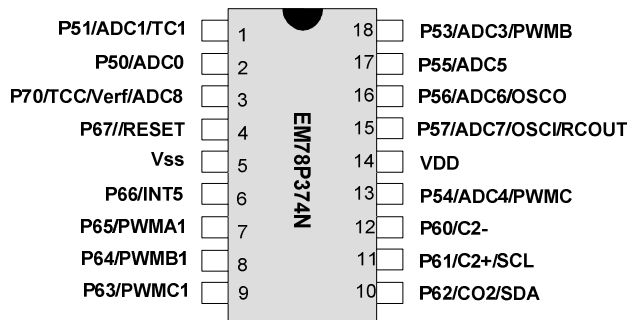 P51/ADC1/TC1 1 18 P53/ADC3/PWMB
P50/ADC0 2 17 P55/ADC5
P70/TCC/Verf/ADC8 3 16 P56/ADC6/OSCO
P67//RESET 4 15 P57/ADC7/OSCI/RCOUT
Vss 5 14 VDD
P66/INT5 6 13 P54/ADC4/PWMC
P65/PWMA1 7 12 P60/C2-
P64/PWMB1 8 11 P61/C2+/SCL
P63/PWMC1 9 10 P62/CO2/SDA
EM78P374N